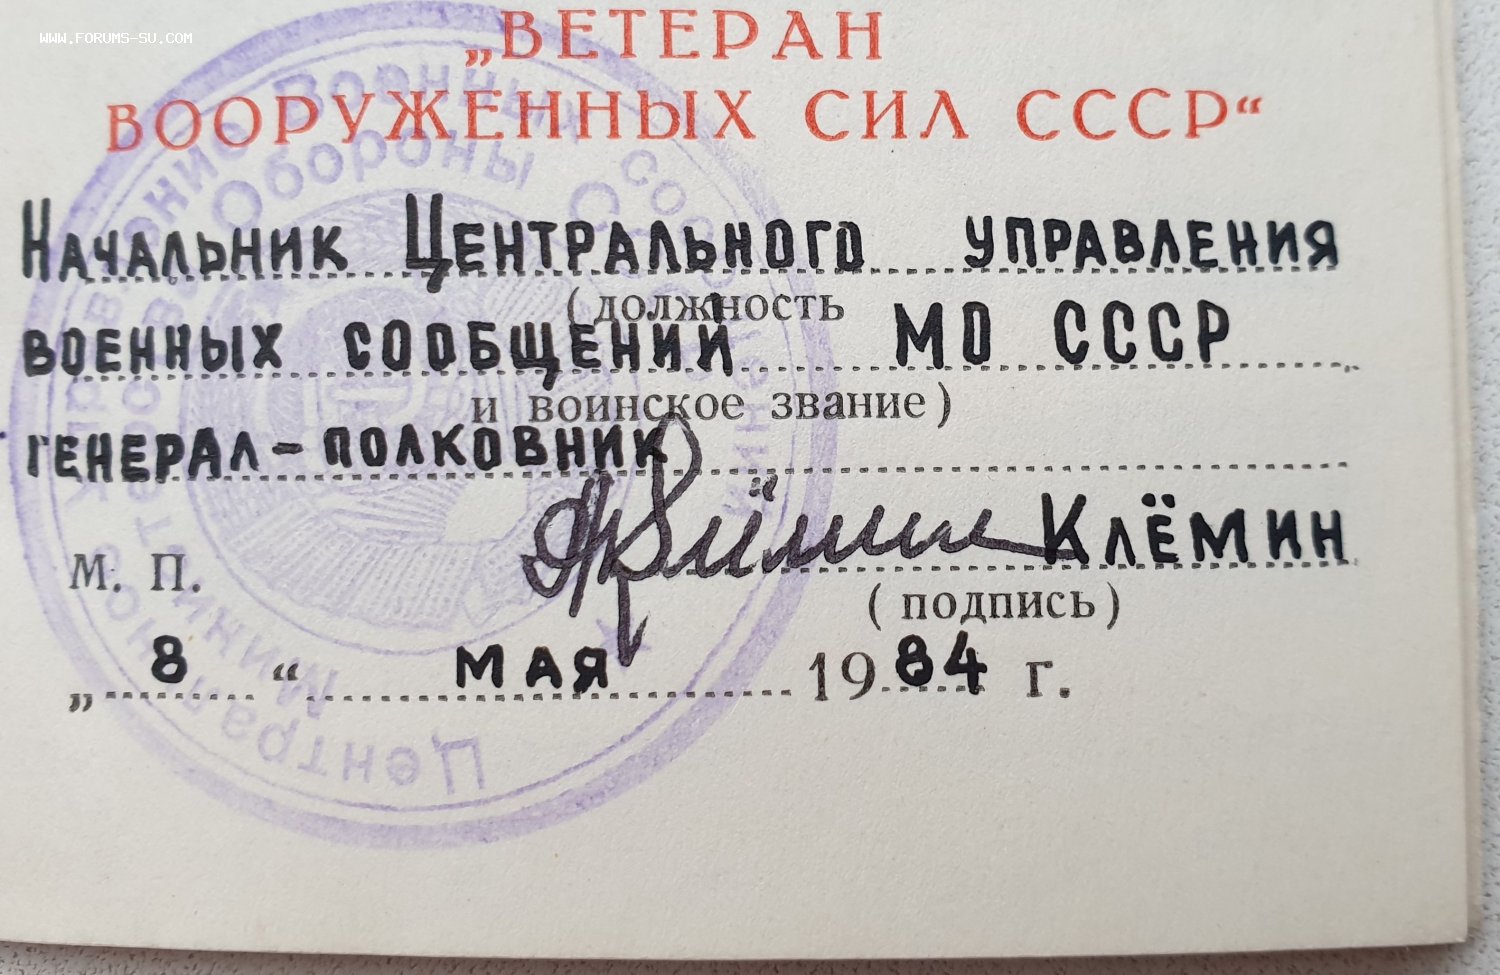 WWW.FORUMS-SU.COM
„ВЕТЕРАН
ВООРУЖЕННЫХ СИЛ СССР“
Начальник Центрального управления
(должность
военных сообщений МО СССР
и воинское звание)
генерал-полковник
Клёмин
М. П.
(подпись)
„ 8 “ мая 1984 г.